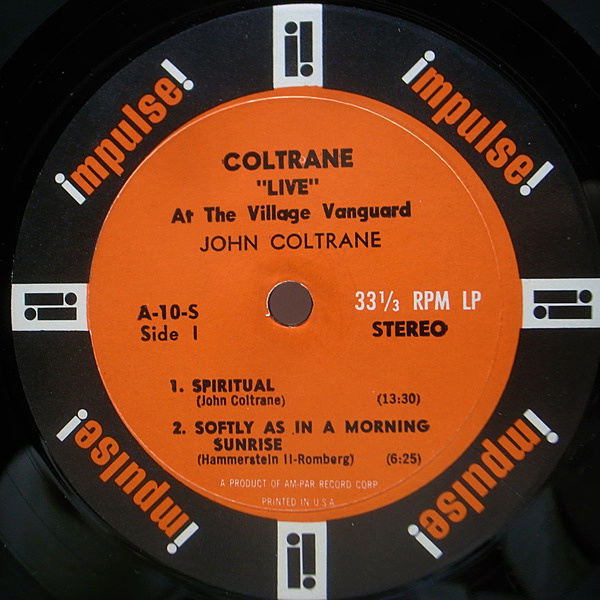 impulse!
impulse!
COLTRANE
"LIVE"
At The Village Vanguard
JOHN COLTRANE
A-10-S
Side 1
33 1/3 RPM LP
STEREO
1. SPIRITUAL
(John Coltrane) (13:30)
2. SOFTLY AS IN A MORNING
SUNRISE
(Hammerstein II-Romberg) (6:25)
A PRODUCT OF AM-PAR RECORD CORP.
PRINTED IN U.S.A.
impulse!
impulse!